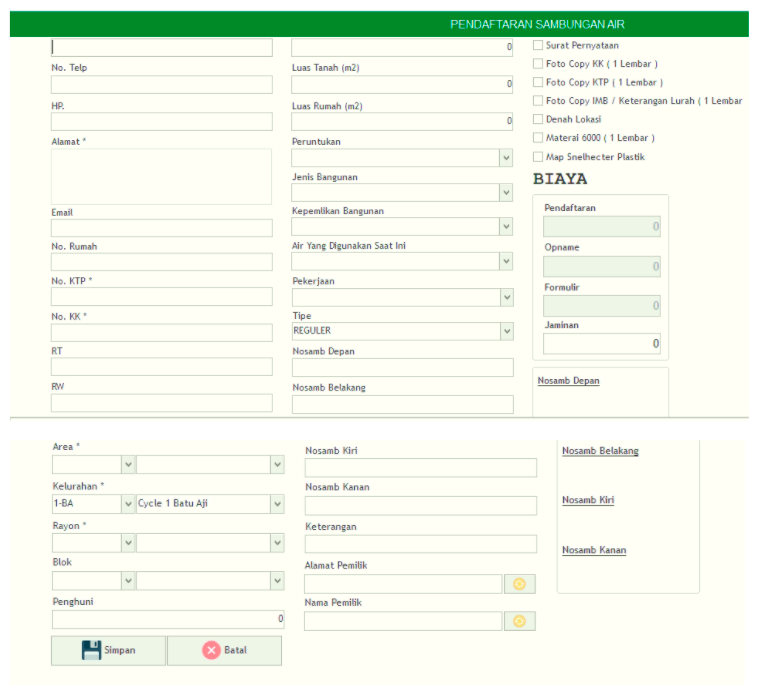 PENDAFTARAN SAMBUNGAN AIR
No. Telp
HP.
Alamat *
Email
No. Rumah
No. KTP *
No. KK *
RT
RW
0
Luas Tanah (m2)
0
Luas Rumah (m2)
0
Peruntukan
Jenis Bangunan
Kepemlikan Bangunan
Air Yang Digunakan Saat Ini
Pekerjaan
Tipe
REGULER
Nosamb Depan
Nosamb Belakang
Surat Pernyataan
Foto Copy KK ( 1 Lembar )
Foto Copy KTP ( 1 Lembar )
Foto Copy IMB / Keterangan Lurah ( 1 Lembar
Denah Lokasi
Materai 6000 ( 1 Lembar )
Map Snelhecter Plastik
BIAYA
Pendaftaran
0
Opname
0
Formulir
0
Jaminan
0
Nosamb Depan
Area *
Kelurahan *
1-BA Cycle 1 Batu Aji
Rayon *
Blok
Penghuni
0
Simpan Batal
Nosamb Kiri
Nosamb Kanan
Keterangan
Alamat Pemilik
Nama Pemilik
Nosamb Belakang
Nosamb Kiri
Nosamb Kanan